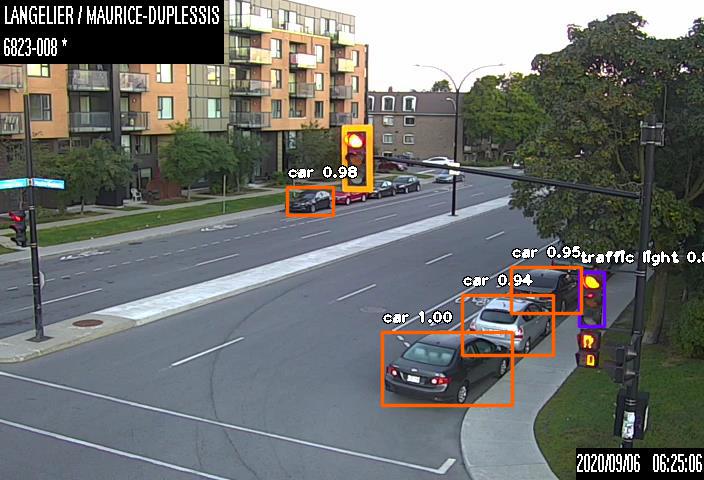 LANGELIER / MAURICE-DUPLESSIS
6823-008 *
car 0.98
car 0.95
traffic light 0.8
car 0.94
car 1.00
2020/09/06 06:25:06